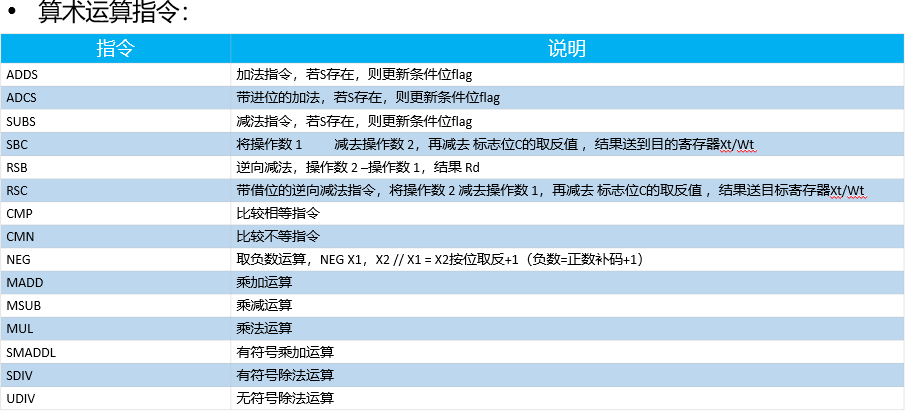 • 算术运算指令：
指令 说明
ADDS 加法指令，若S存在，则更新条件位flag
ADCS 带进位的加法，若S存在，则更新条件位flag
SUBS 减法指令，若S存在，则更新条件位flag
SBC 将操作数 1 减去操作数 2，再减去 标志位C的取反值 ，结果送到目的寄存器Xt/Wt
RSB 逆向减法，操作数 2 –操作数 1，结果 Rd
RSC 带借位的逆向减法指令，将操作数 2 减去操作数 1，再减去 标志位C的取反值 ，结果送目标寄存器Xt/Wt
CMP 比较相等指令
CMN 比较不等指令
NEG 取负数运算，NEG X1，X2 // X1 = X2按位取反+1（负数=正数补码+1）
MADD 乘加运算
MSUB 乘减运算
MUL 乘法运算
SMADDL 有符号乘加运算
SDIV 有符号除法运算
UDIV 无符号除法运算